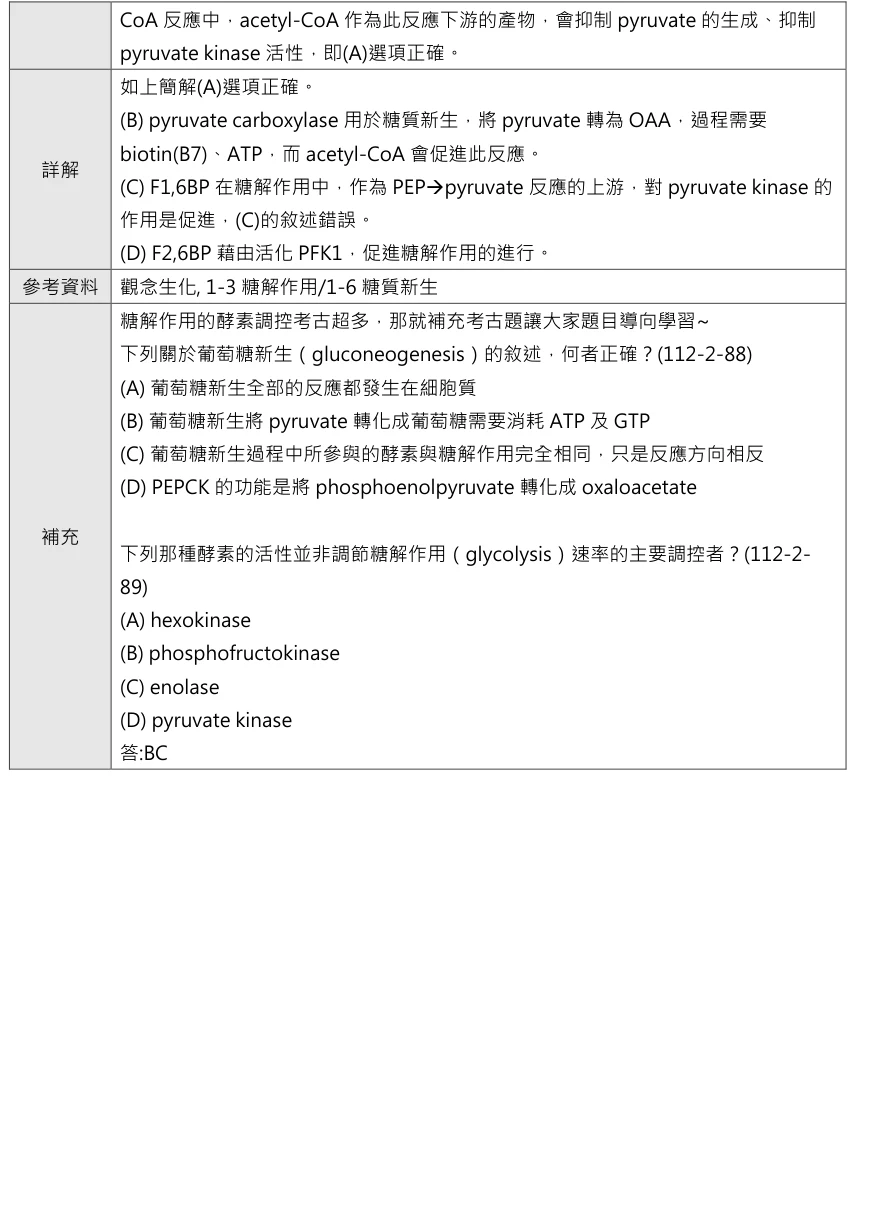 CoA 反應中，acetyl-CoA 作為此反應下游的產物，會抑制 pyruvate 的生成、抑制
pyruvate kinase 活性，即(A)選項正確。
詳解
如上簡解(A)選項正確。
(B) pyruvate carboxylase 用於糖質新生，將 pyruvate 轉為 OAA，過程需要
biotin(B7)、ATP，而 acetyl-CoA 會促進此反應。
(C) F1,6BP 在糖解作用中，作為 PEP→pyruvate 反應的上游，對 pyruvate kinase 的
作用是促進，(C)的敘述錯誤。
(D) F2,6BP 藉由活化 PFK1，促進糖解作用的進行。
參考資料
觀念生化, 1-3 糖解作用/1-6 糖質新生
補充
糖解作用的酵素調控考古超多，那就補充考古題讓大家題目導向學習~
下列關於葡萄糖新生（gluconeogenesis）的敘述，何者正確？(112-2-88)
(A) 葡萄糖新生全部的反應都發生在細胞質
(B) 葡萄糖新生將 pyruvate 轉化成葡萄糖需要消耗 ATP 及 GTP
(C) 葡萄糖新生過程中所參與的酵素與糖解作用完全相同，只是反應方向相反
(D) PEPCK 的功能是將 phosphoenolpyruvate 轉化成 oxaloacetate
下列那種酵素的活性並非調節糖解作用（glycolysis）速率的主要調控者？(112-2-
89)
(A) hexokinase
(B) phosphofructokinase
(C) enolase
(D) pyruvate kinase
答:BC